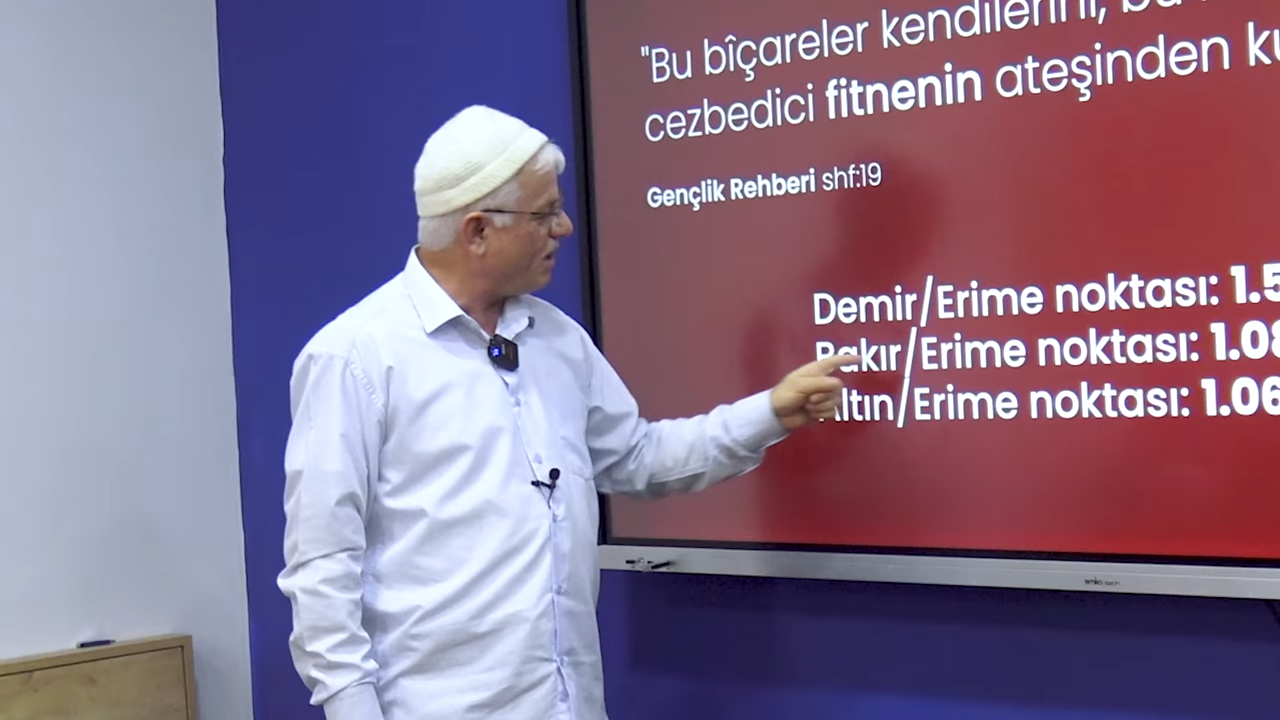 "Bu bîçareler kendilerini, bu
cezbedici fitnenin ateşinden
Gençlik Rehberi shf:19
Demir/Erime noktası: 1.5
Bakır/Erime noktası: 1.08
Altın/Erime noktası: 1.06